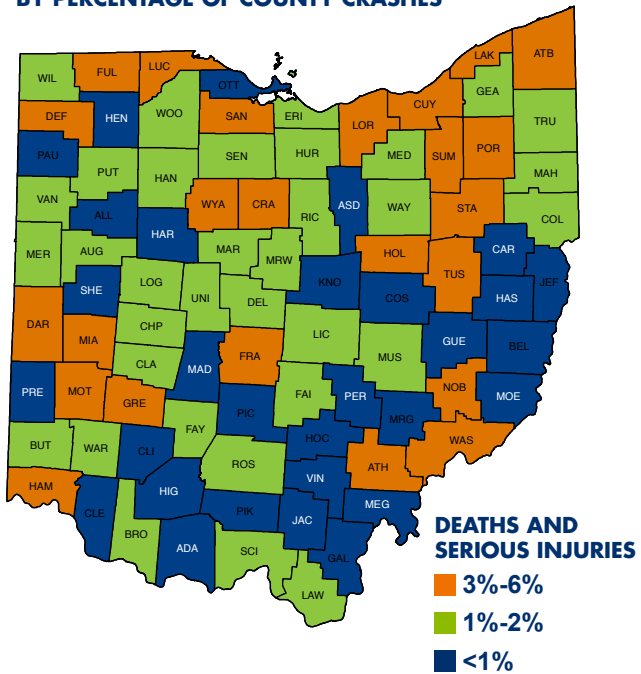 BY PERCENTAGE OF COUNTY CRASHES
WIL FUL LUC OTT LAK ATB
DEF HEN WOO SAN ERI LOR CUY GEA TRU
PAU PUT HAN SEN HUR MED SUM POR MAH
VAN ALL HAR WYA CRA RIC ASD WAY STA COL
MER AUG MAR MRW HOL TUS CAR JEF
SHE LOG UNI DEL KNO COS HAS
DAR MIA CHP CLA MAD FRA LIC MUS GUE BEL
PRE MOT GRE PIC FAI PER MRG NOB MOE
BUT WAR CLI FAY ROS HOC ATH WAS
HAM CLE HIG PIK VIN MEG
BRO ADA SCI JAC GAL
LAW
DEATHS AND
SERIOUS INJURIES
3%-6%
1%-2%
<1%